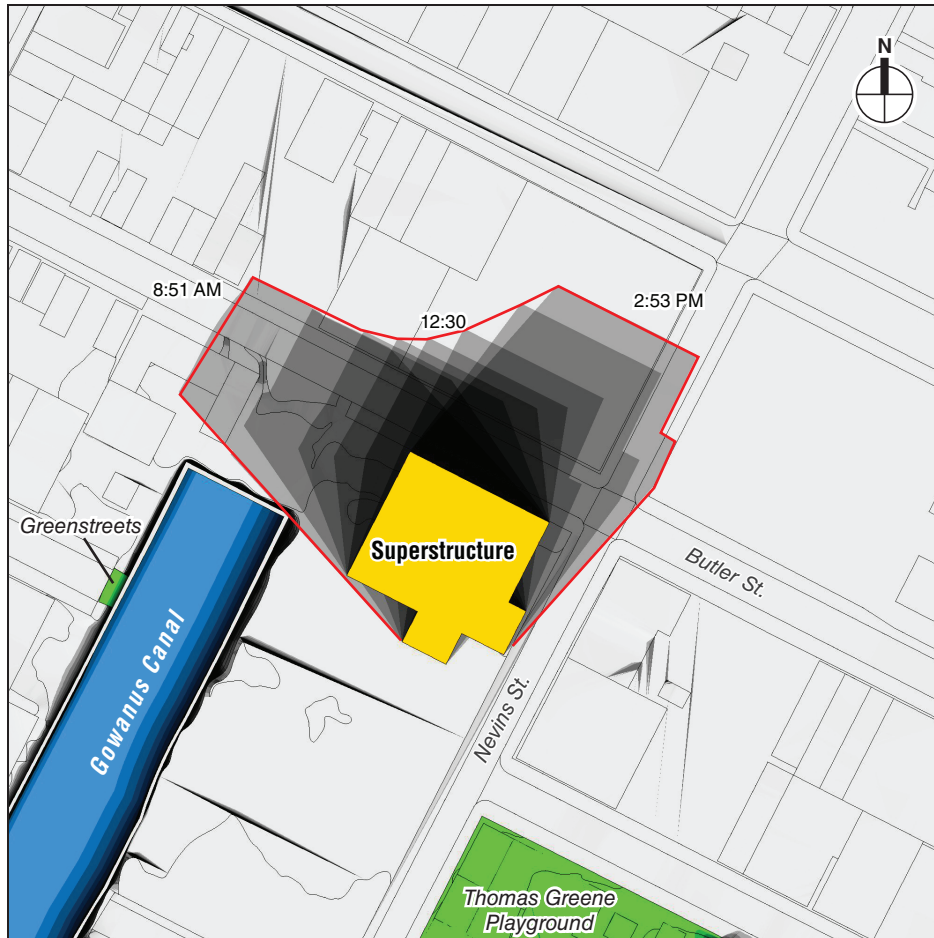 N
8:51 AM
2:53 PM
12:30
Greenstreets
Superstructure
Butler St.
Gowanus Canal
Nevins St.
Thomas Greene
Playground